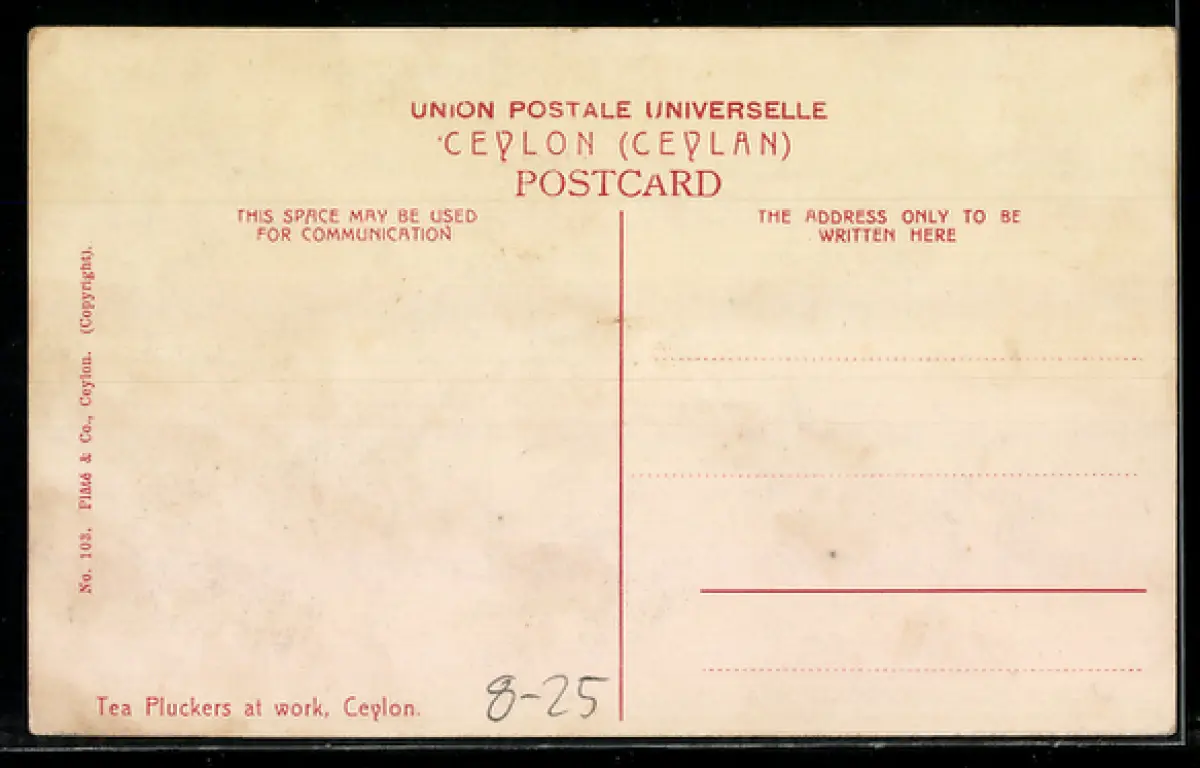 UNION POSTALE UNIVERSELLE
CEYLON (CEYLAN)
POSTCARD
THIS SPACE MAY BE USED
FOR COMMUNICATION
THE ADDRESS ONLY TO BE
WRITTEN HERE
No. 103. Plâté & Co., Ceylon. (Copyright).
Tea Pluckers at work, Ceylon.
8-25